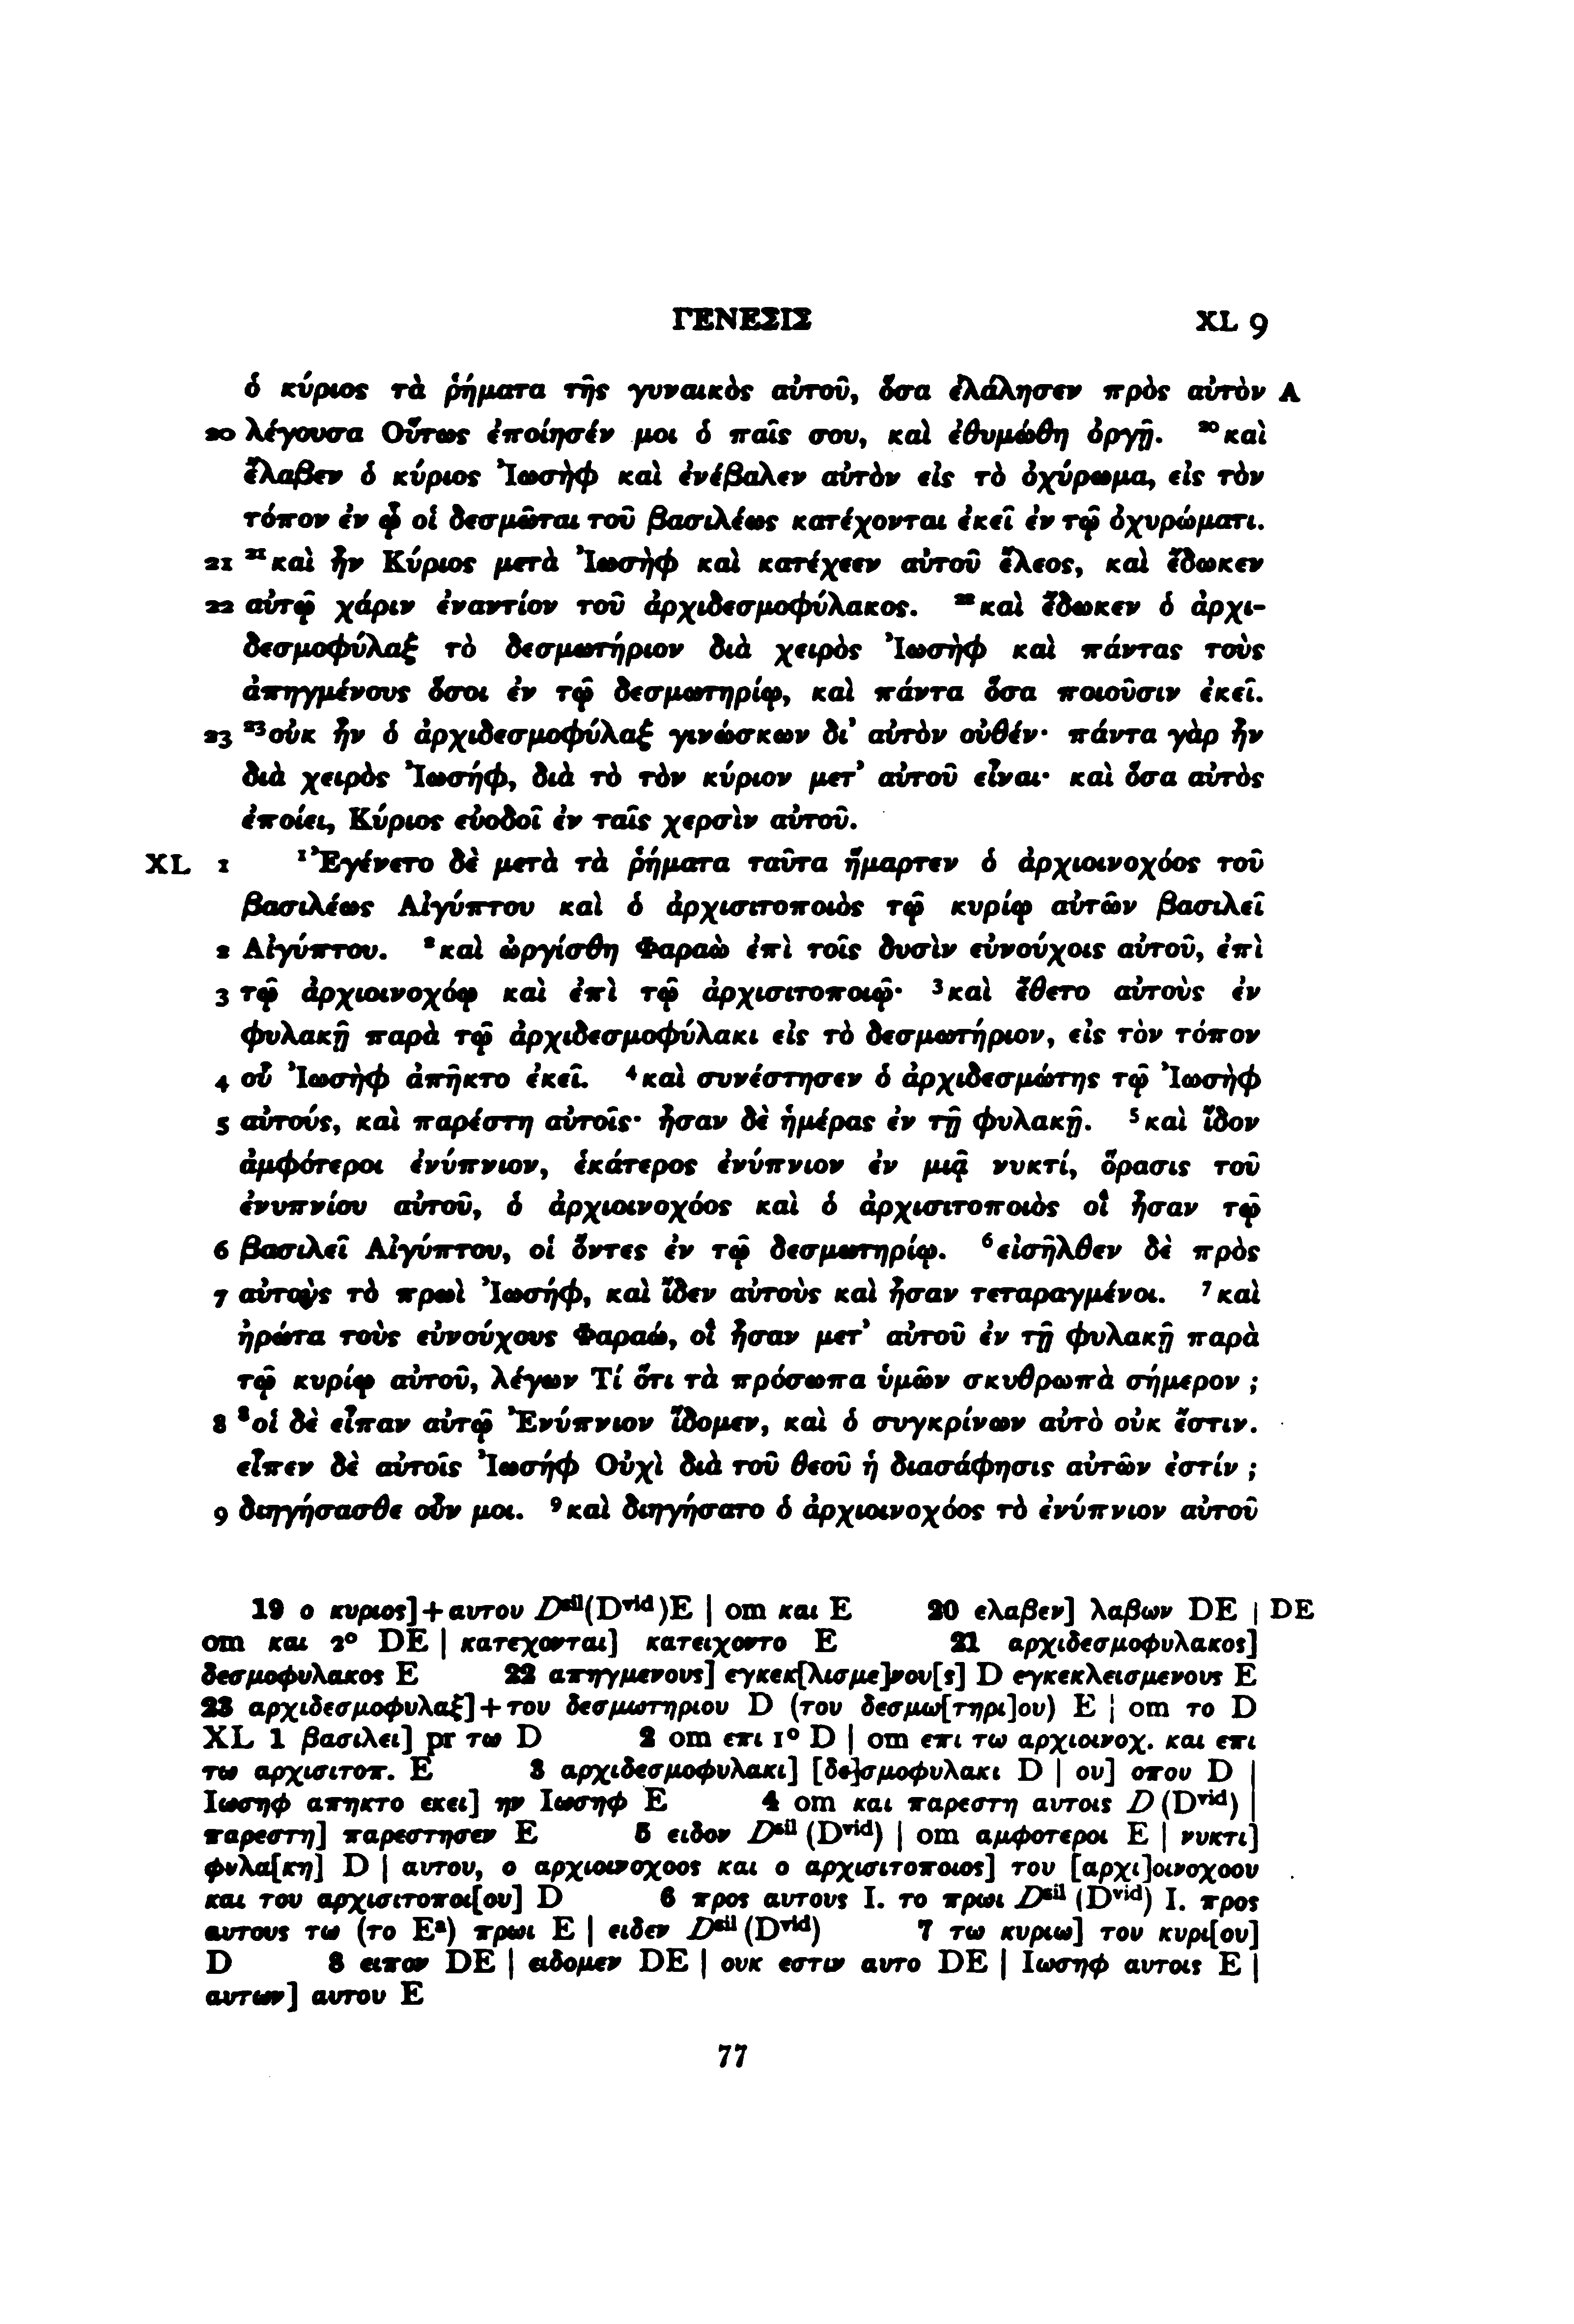 ΓΕΝΕΣΙΣ XL 9
ὁ κύριος τὰ ῥήματα τῆς γυναικὸς αὐτοῦ, ὅσα ἐλάλησεν πρὸς αὐτὸν A
20 λέγουσα Οὕτως ἐποίησέν μοι ὁ παῖς σου, καὶ ἐθυμώθη ὀργῇ. ²⁰καὶ
ἔλαβεν ὁ κύριος Ἰωσὴφ καὶ ἐνέβαλεν αὐτὸν εἰς τὸ ὀχύρωμα, εἰς τὸν
τόπον ἐν ᾧ οἱ δεσμῶται τοῦ βασιλέως κατέχονται ἐκεῖ ἐν τῷ ὀχυρώματι.
21 ²¹καὶ ἦν Κύριος μετὰ Ἰωσὴφ καὶ κατέχεεν αὐτοῦ ἔλεος, καὶ ἔδωκεν
22 αὐτῷ χάριν ἐναντίον τοῦ ἀρχιδεσμοφύλακος. ²²καὶ ἔδωκεν ὁ ἀρχι-
δεσμοφύλαξ τὸ δεσμωτήριον διὰ χειρὸς Ἰωσὴφ καὶ πάντας τοὺς
ἀπηγμένους ὅσοι ἐν τῷ δεσμωτηρίῳ, καὶ πάντα ὅσα ποιοῦσιν ἐκεῖ.
23 ²³οὐκ ἦν ὁ ἀρχιδεσμοφύλαξ γινώσκων δι’ αὐτὸν οὐθέν· πάντα γὰρ ἦν
διὰ χειρὸς Ἰωσήφ, διὰ τὸ τὸν κύριον μετ’ αὐτοῦ εἶναι· καὶ ὅσα αὐτὸς
ἐποίει, Κύριος εὐοδοῖ ἐν ταῖς χερσὶν αὐτοῦ.
XL 1 ¹Ἐγένετο δὲ μετὰ τὰ ῥήματα ταῦτα ἥμαρτεν ὁ ἀρχιοινοχόος τοῦ
βασιλέως Αἰγύπτου καὶ ὁ ἀρχισιτοποιὸς τῷ κυρίῳ αὐτῶν βασιλεῖ
2 Αἰγύπτου. ²καὶ ὠργίσθη Φαραὼ ἐπὶ τοῖς δυσὶν εὐνούχοις αὐτοῦ, ἐπὶ
3 τῷ ἀρχιοινοχόῳ καὶ ἐπὶ τῷ ἀρχισιτοποιῷ· ³καὶ ἔθετο αὐτοὺς ἐν
φυλακῇ παρὰ τῷ ἀρχιδεσμοφύλακι εἰς τὸ δεσμωτήριον, εἰς τὸν τόπον
4 οὗ Ἰωσὴφ ἀπῆκτο ἐκεῖ. ⁴καὶ συνέστησεν ὁ ἀρχιδεσμώτης τῷ Ἰωσὴφ
5 αὐτούς, καὶ παρέστη αὐτοῖς· ἦσαν δὲ ἡμέρας ἐν τῇ φυλακῇ. ⁵καὶ ἴδον
ἀμφότεροι ἐνύπνιον, ἑκάτερος ἐνύπνιον ἐν μιᾷ νυκτί, ὅρασις τοῦ
ἐνυπνίου αὐτοῦ, ὁ ἀρχιοινοχόος καὶ ὁ ἀρχισιτοποιὸς οἳ ἦσαν τῷ
6 βασιλεῖ Αἰγύπτου, οἱ ὄντες ἐν τῷ δεσμωτηρίῳ. ⁶εἰσῆλθεν δὲ πρὸς
7 αὐτοὺς τὸ πρωὶ Ἰωσήφ, καὶ ἴδεν αὐτοὺς καὶ ἦσαν τεταραγμένοι. ⁷καὶ
ἠρώτα τοὺς εὐνούχους Φαραώ, οἳ ἦσαν μετ’ αὐτοῦ ἐν τῇ φυλακῇ παρὰ
τῷ κυρίῳ αὐτοῦ, λέγων Τί ὅτι τὰ πρόσωπα ὑμῶν σκυθρωπὰ σήμερον ;
8 ⁸οἱ δὲ εἶπαν αὐτῷ Ἐνύπνιον ἴδομεν, καὶ ὁ συγκρίνων αὐτὸ οὐκ ἔστιν.
εἶπεν δὲ αὐτοῖς Ἰωσήφ Οὐχὶ διὰ τοῦ θεοῦ ἡ διασάφησις αὐτῶν ἐστίν ;
9 διηγήσασθε οὖν μοι. ⁹καὶ διηγήσατο ὁ ἀρχιοινοχόος τὸ ἐνύπνιον αὐτοῦ
19 ο κυριος]+αυτου Dˢⁱˡ(Dᵛⁱᵈ)E | om και E 20 ελαβεν] λαβων DE | DE
om και 2° DE | κατεχονται] κατειχοντο E 21 αρχιδεσμοφυλακος]
δεσμοφυλακος E 22 απηγμενους] εγκεκ[λισμε]νου[ς] D εγκεκλεισμενους E
23 αρχιδεσμοφυλαξ]+του δεσμωτηριου D (του δεσμω[τηρι]ου) E | om το D
XL 1 βασιλει] pr τω D 2 om επι 1° D | om επι τω αρχιοινοχ. και επι
τω αρχισιτοπ. E 3 αρχιδεσμοφυλακι] [δε]σμοφυλακι D | ου] οπου D |
Ιωσηφ απηκτο εκει] ην Ιωσηφ E 4 om και παρεστη αυτοις D (Dᵛⁱᵈ) |
παρεστη] παρεστησεν E 5 ειδον Dˢⁱˡ (Dᵛⁱᵈ) | om αμφοτεροι E | νυκτι]
φυλα[κη] D | αυτου, ο αρχιοινοχοος και ο αρχισιτοποιος] του [αρχι]οινοχοου
και του αρχισιτοποι[ου] D 6 προς αυτους Ι. το πρωι Dˢⁱˡ (Dᵛⁱᵈ) Ι. προς
αυτους τω (το Eᵃ) πρωι E | ειδεν Dˢⁱˡ (Dᵛⁱᵈ) 7 τω κυριω] του κυρι[ου]
D 8 ειπον DE | ειδομεν DE | ουκ εστιν αυτο DE | Ιωσηφ αυτοις E |
αυτων] αυτου E
77